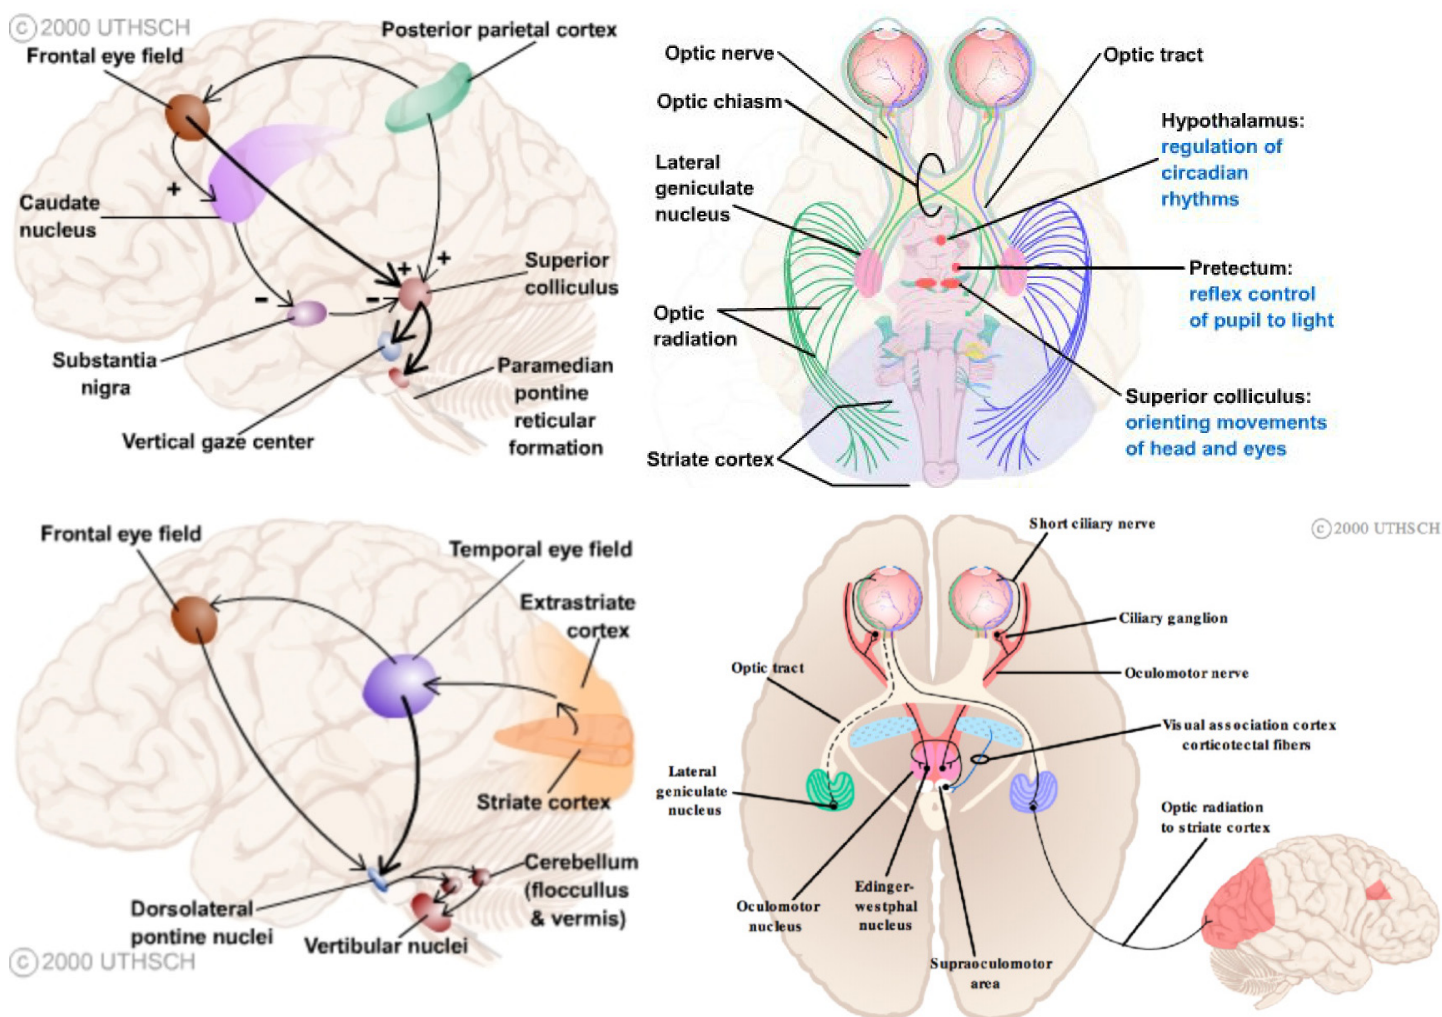 © 2000 UTHSCH
Frontal eye field
Posterior parietal cortex
+
Caudate
nucleus
+
+
Superior
colliculus
-
-
Substantia
nigra
Paramedian
pontine
reticular
formation
Vertical gaze center
Optic nerve
Optic tract
Optic chiasm
Hypothalamus:
regulation of
circadian
rhythms
Lateral
geniculate
nucleus
Pretectum:
reflex control
of pupil to light
Optic
radiation
Superior colliculus:
orienting movements
of head and eyes
Striate cortex
Frontal eye field
Temporal eye field
Extrastriate
cortex
Striate cortex
Cerebellum
(floccullus
& vermis)
Dorsolateral
pontine nuclei
Vertibular nuclei
© 2000 UTHSCH
Short ciliary nerve
© 2000 UTHSCH
Ciliary ganglion
Optic tract
Oculomotor nerve
Visual association cortex
corticotectal fibers
Lateral
geniculate
nucleus
Optic radiation
to striate cortex
Edinger-
westphal
nucleus
Oculomotor
nucleus
Supraoculomotor
area